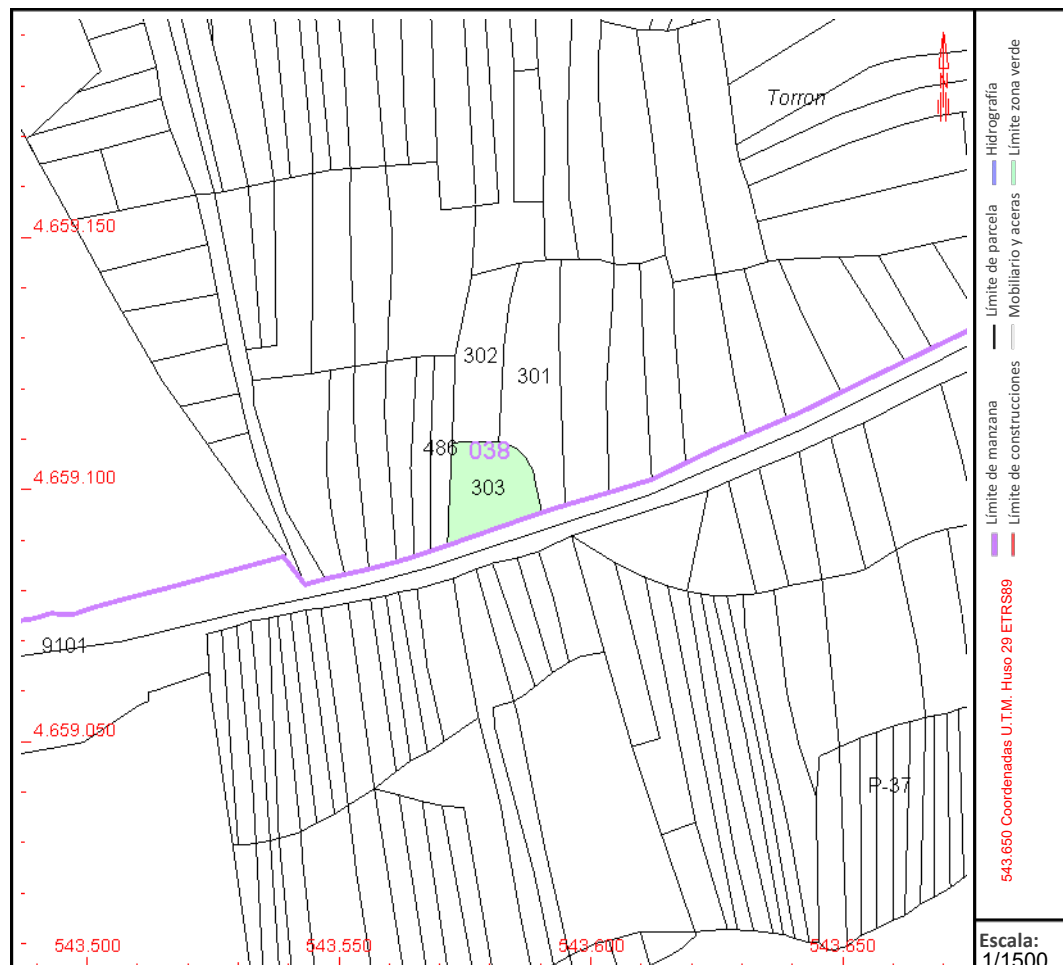 Torron
4.659.150
302
301
486
038
4.659.100
303
9101
4.659.050
P-37
543.500
543.550
543.600
543.650
N
Límite de manzana
Límite de parcela
Hidrografía
Límite de construcciones
Mobiliario y aceras
Límite zona verde
543.650 Coordenadas U.T.M. Huso 29 ETRS89
Escala:
1/1500